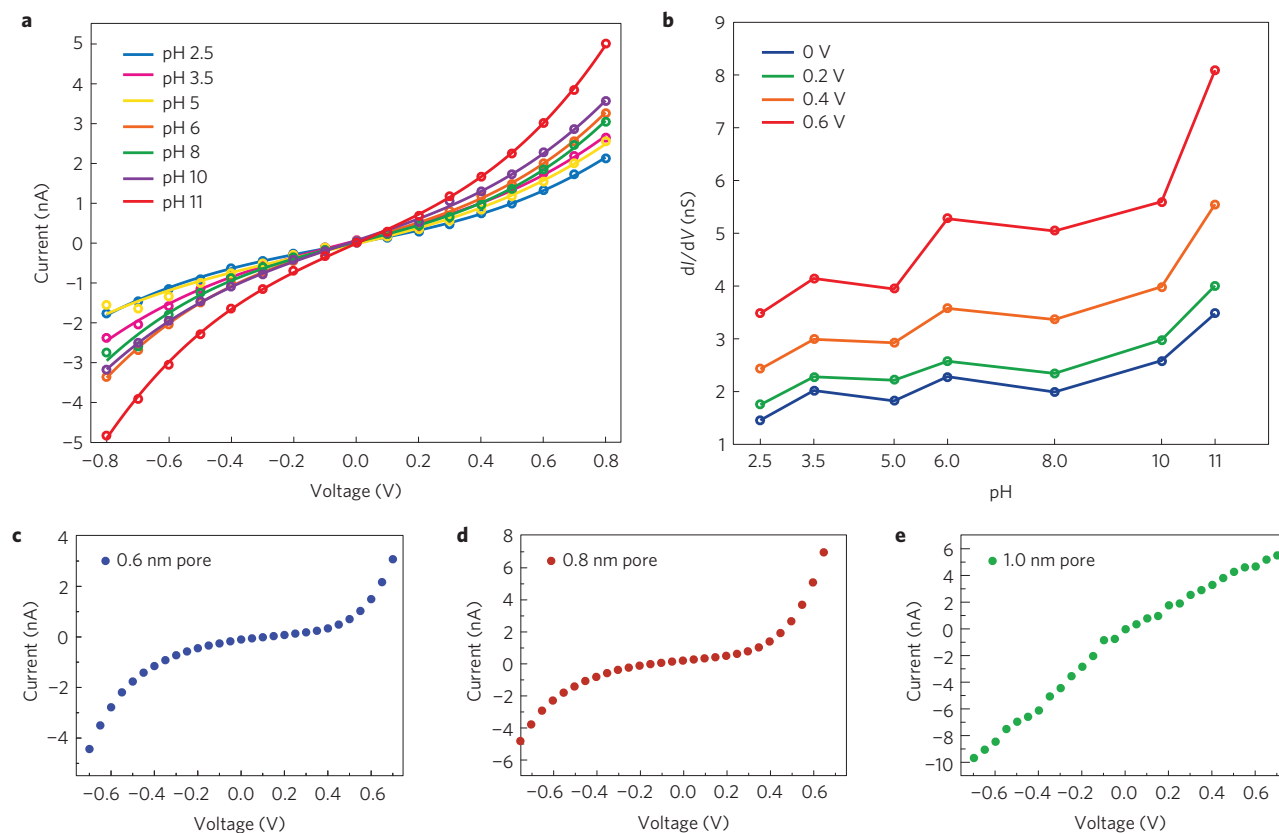 a
5
4
3
2
1
0
−1
−2
−3
−4
−5
Current (nA)
pH 2.5
pH 3.5
pH 5
pH 6
pH 8
pH 10
pH 11
−0.8 −0.6 −0.4 −0.2 0.0 0.2 0.4 0.6 0.8
Voltage (V)
b
9
8
7
6
5
4
3
2
1
dI/dV (nS)
0 V
0.2 V
0.4 V
0.6 V
2.5 3.5 5.0 6.0 8.0 10 11
pH
c
4
2
0
−2
−4
Current (nA)
0.6 nm pore
−0.6 −0.4 −0.2 0.0 0.2 0.4 0.6
Voltage (V)
d
8
6
4
2
0
−2
−4
−6
Current (nA)
0.8 nm pore
−0.6 −0.4 −0.2 0.0 0.2 0.4 0.6
Voltage (V)
e
6
4
2
0
−2
−4
−6
−8
−10
Current (nA)
1.0 nm pore
−0.6 −0.4 −0.2 0.0 0.2 0.4 0.6
Voltage (V)